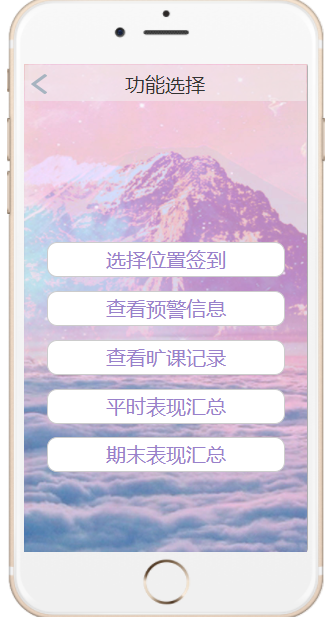 功能选择
选择位置签到
查看预警信息
查看旷课记录
平时表现汇总
期末表现汇总